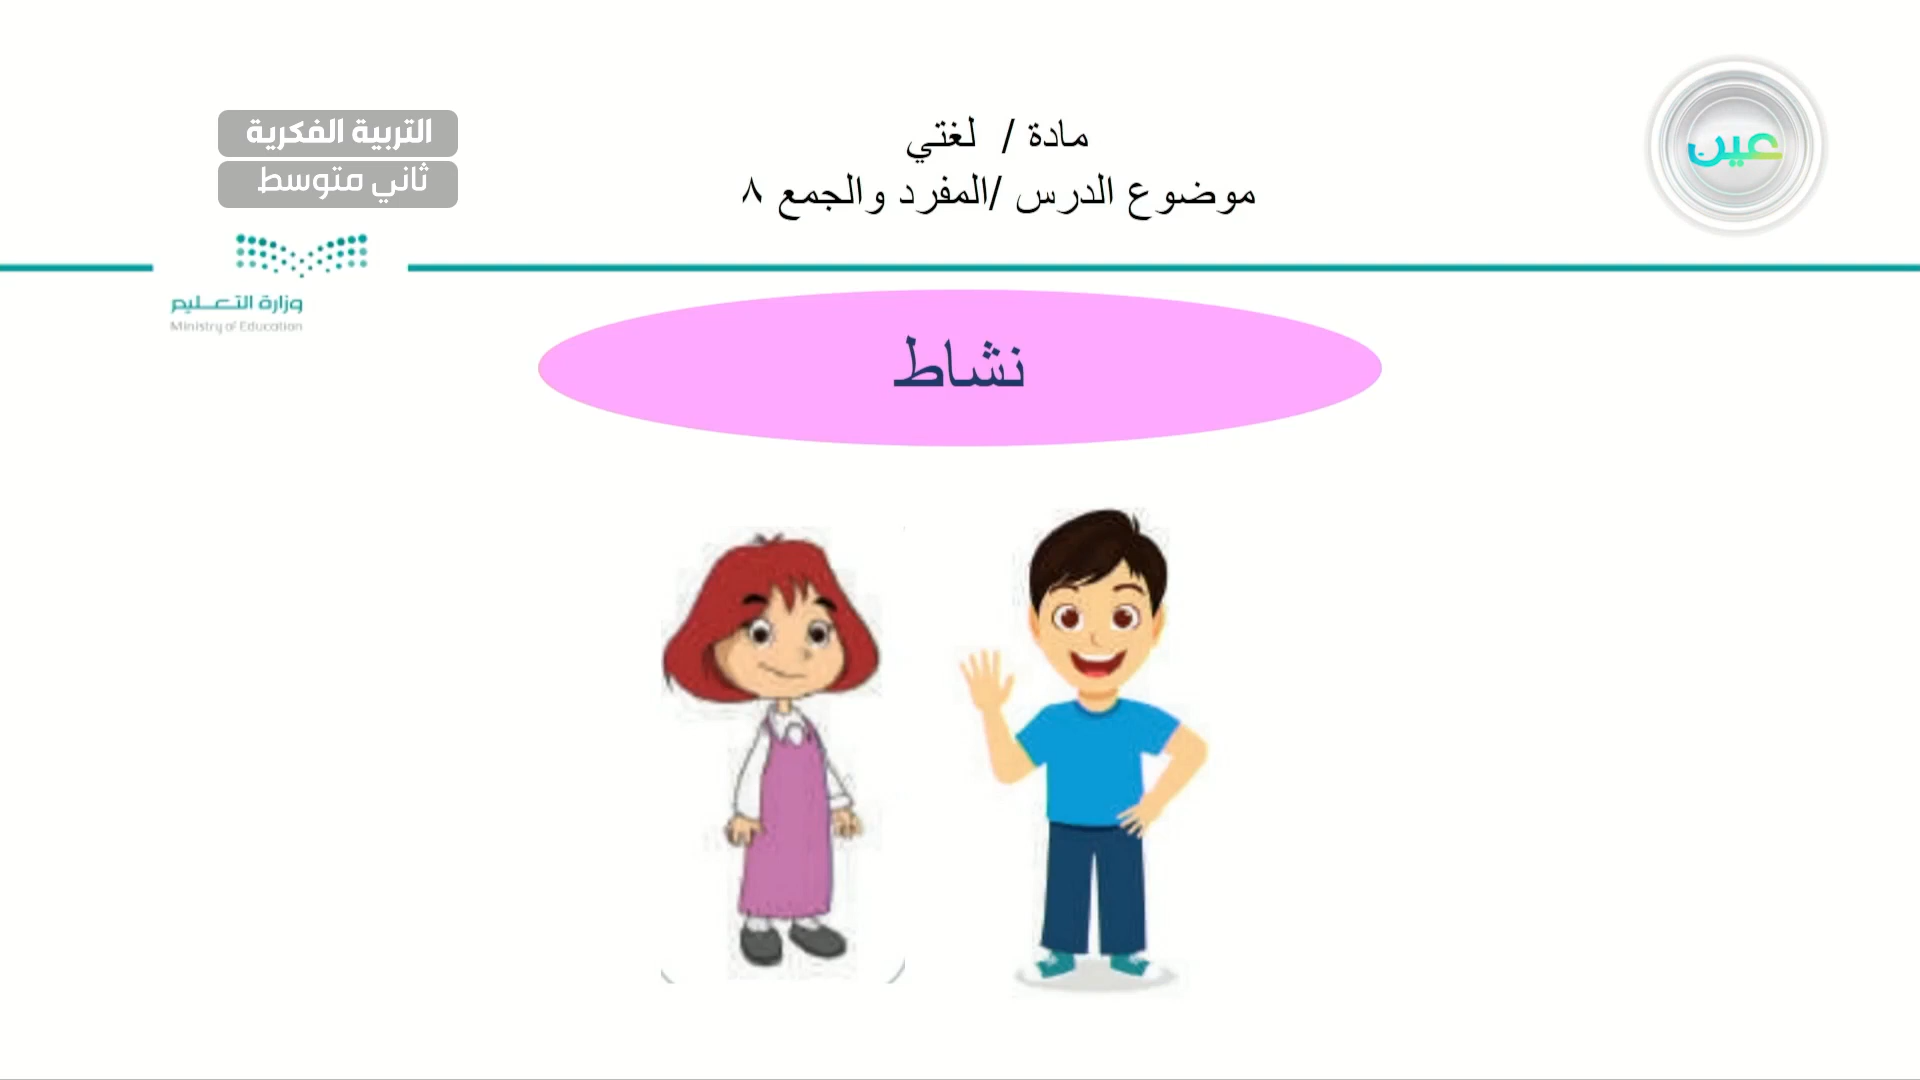 عين
مادة / لغتي
موضوع الدرس /المفرد والجمع ٨
التربية الفكرية
ثاني متوسط
وزارة التعليم
Ministry of Education
نشاط